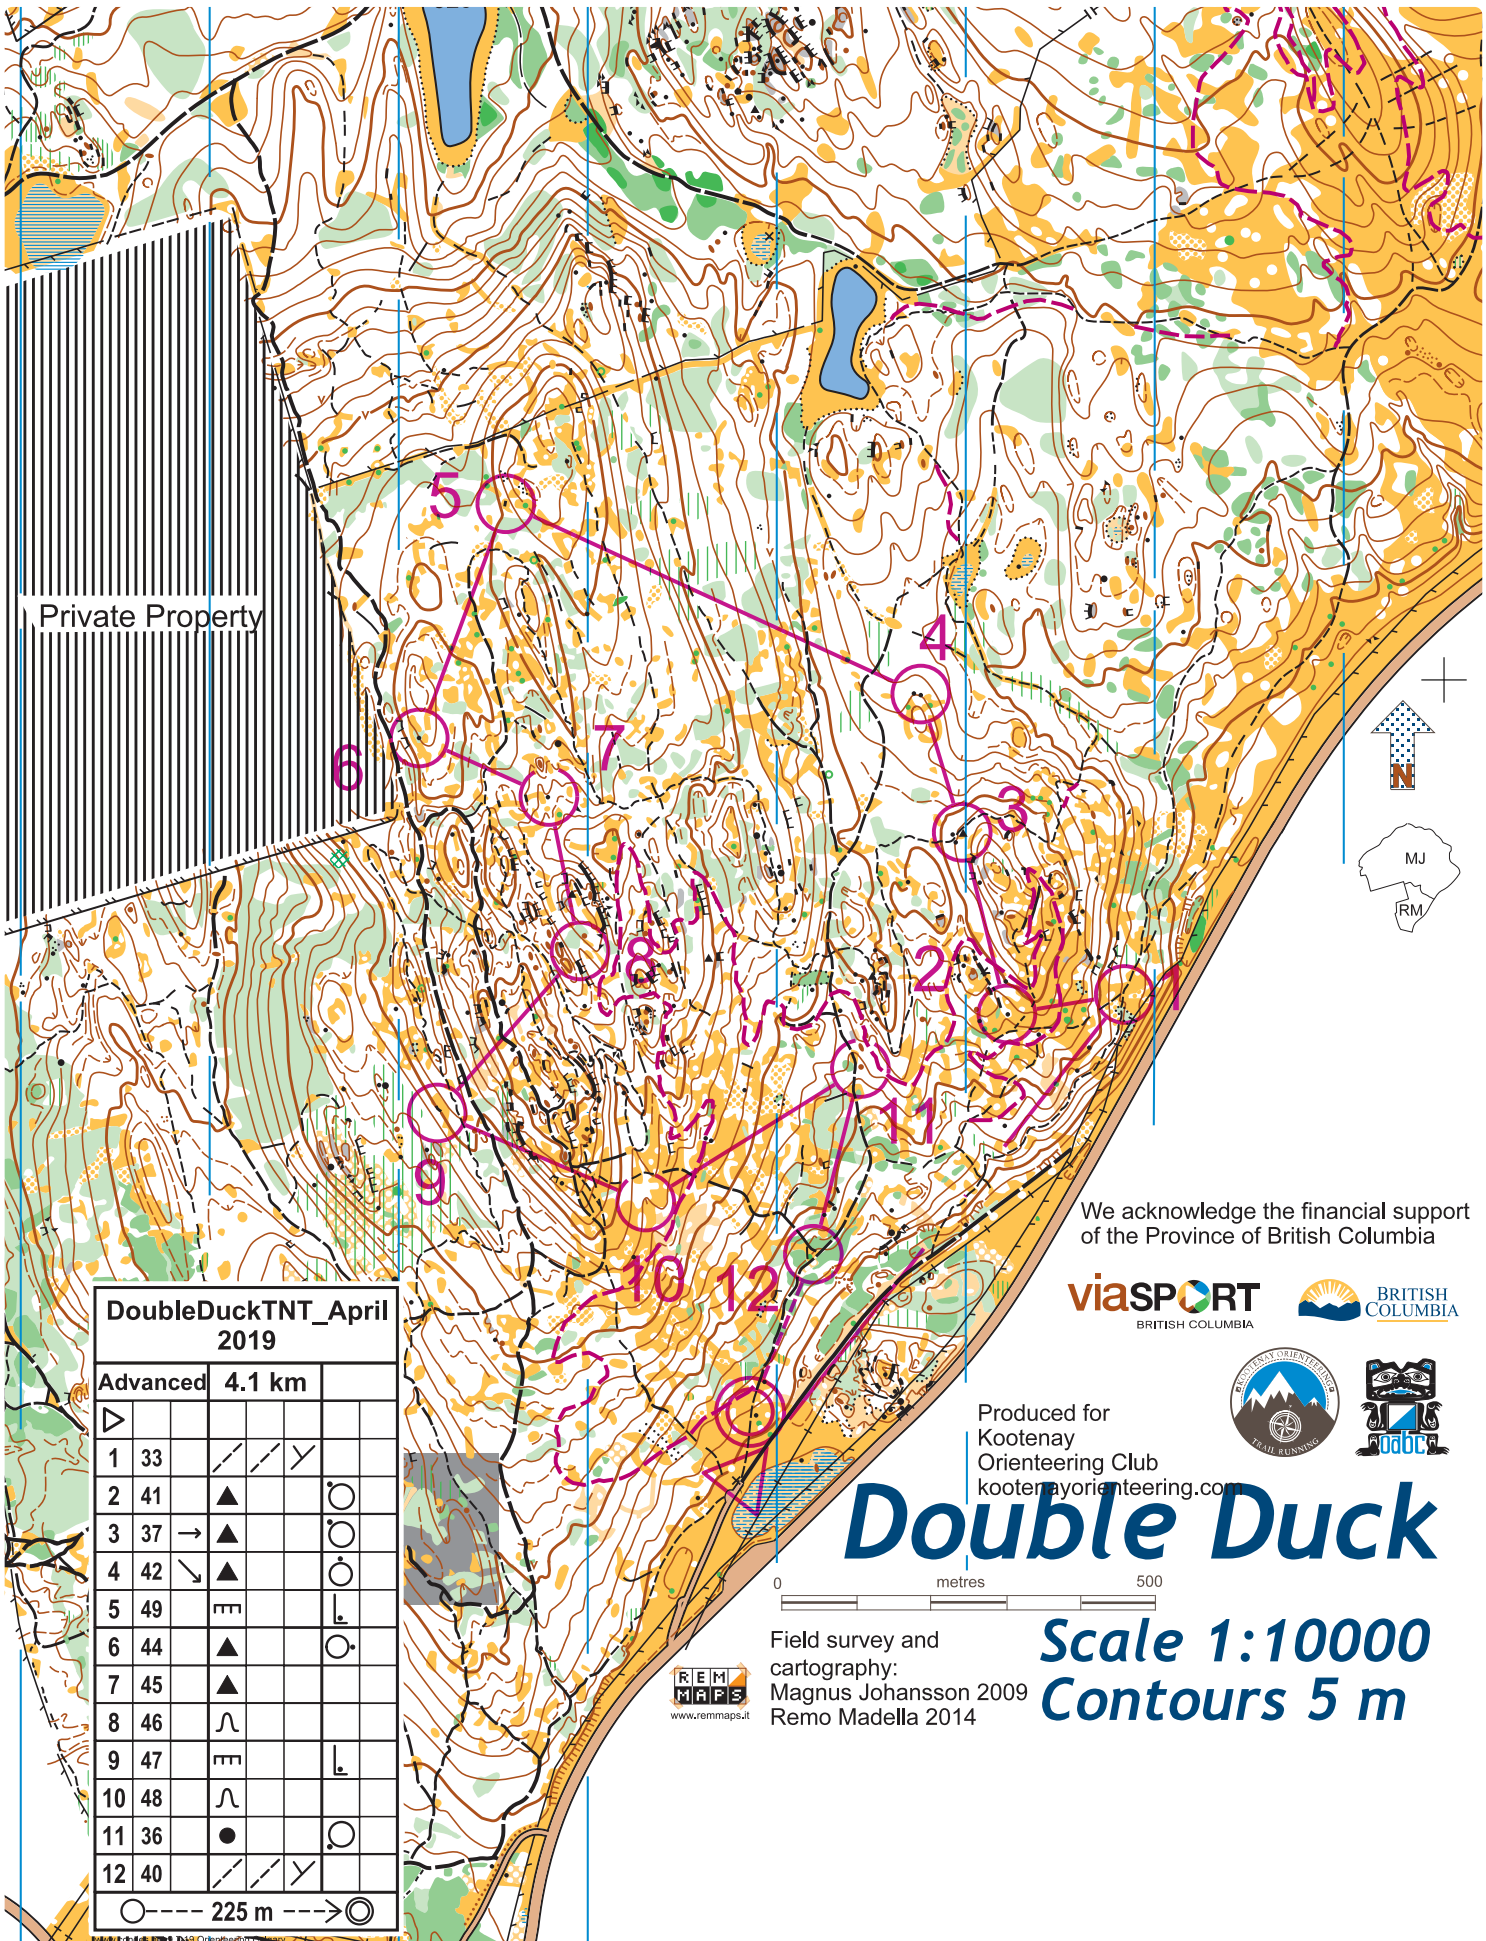 Private Property
5
4
7
6
3
8
2
1
9
11
10
12
N
MJ
RM
We acknowledge the financial support
of the Province of British Columbia
viaSPORT
BRITISH COLUMBIA
BRITISH
COLUMBIA
KOOTENAY ORIENTEERING
TRAIL RUNNING
oabc
Produced for
Kootenay
Orienteering Club
kootenayorienteering.com
Double Duck
0 metres 500
Scale 1:10000
Contours 5 m
Field survey and
cartography:
Magnus Johansson 2009
Remo Madella 2014
REM
MAPS
www.remmaps.it
DoubleDuckTNT_April
2019
Advanced 4.1 km
1 33
2 41
3 37
4 42
5 49
6 44
7 45
8 46
9 47
10 48
11 36
12 40
225 m